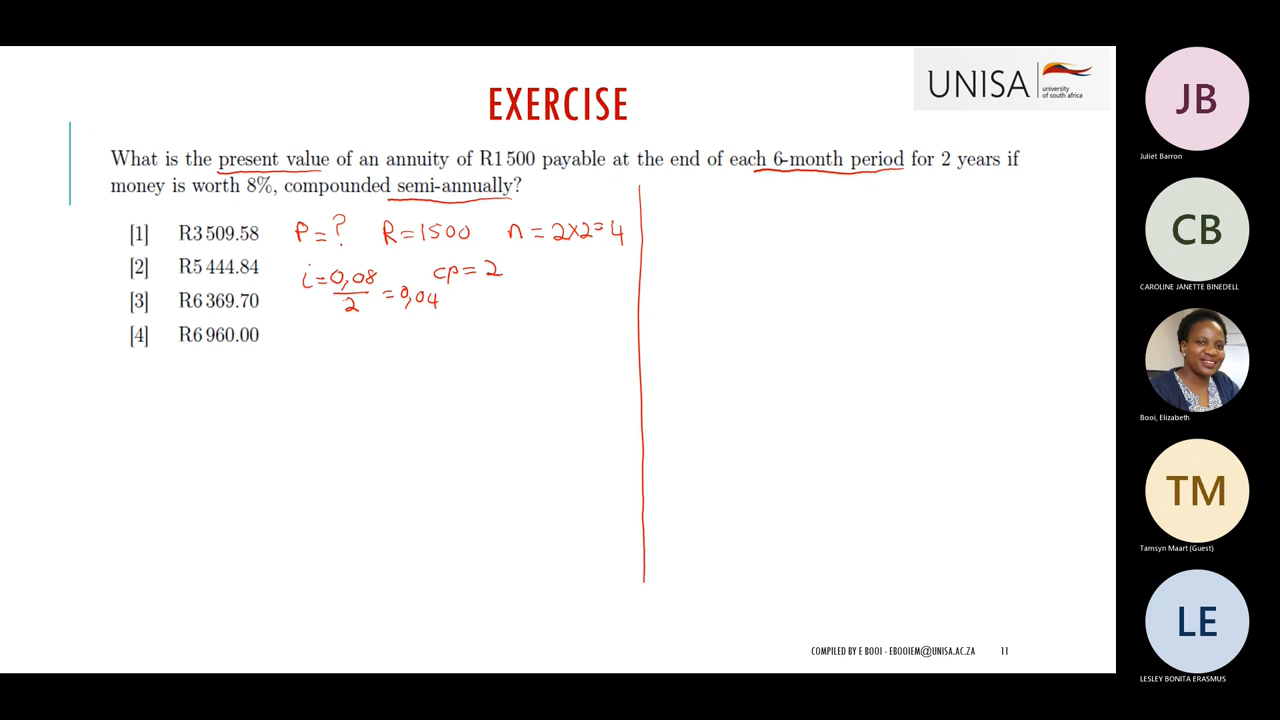 UNISA
university
of south africa
EXERCISE
What is the present value of an annuity of R1 500 payable at the end of each 6-month period for 2 years if
money is worth 8%, compounded semi-annually?
[1] R3 509.58
[2] R5 444.84
[3] R6 369.70
[4] R6 960.00
P = ? R = 1500 n = 2×2=4
i = 0,08
2
= 0,04
cp = 2
COMPILED BY E BOOI - EBOOIEM@UNISA.AC.ZA 11
JB
Juliet Barron
CB
CAROLINE JANETTE BINEDELL
Booi, Elizabeth
TM
Tamsyn Maart (Guest)
LE
LESLEY BONITA ERASMUS